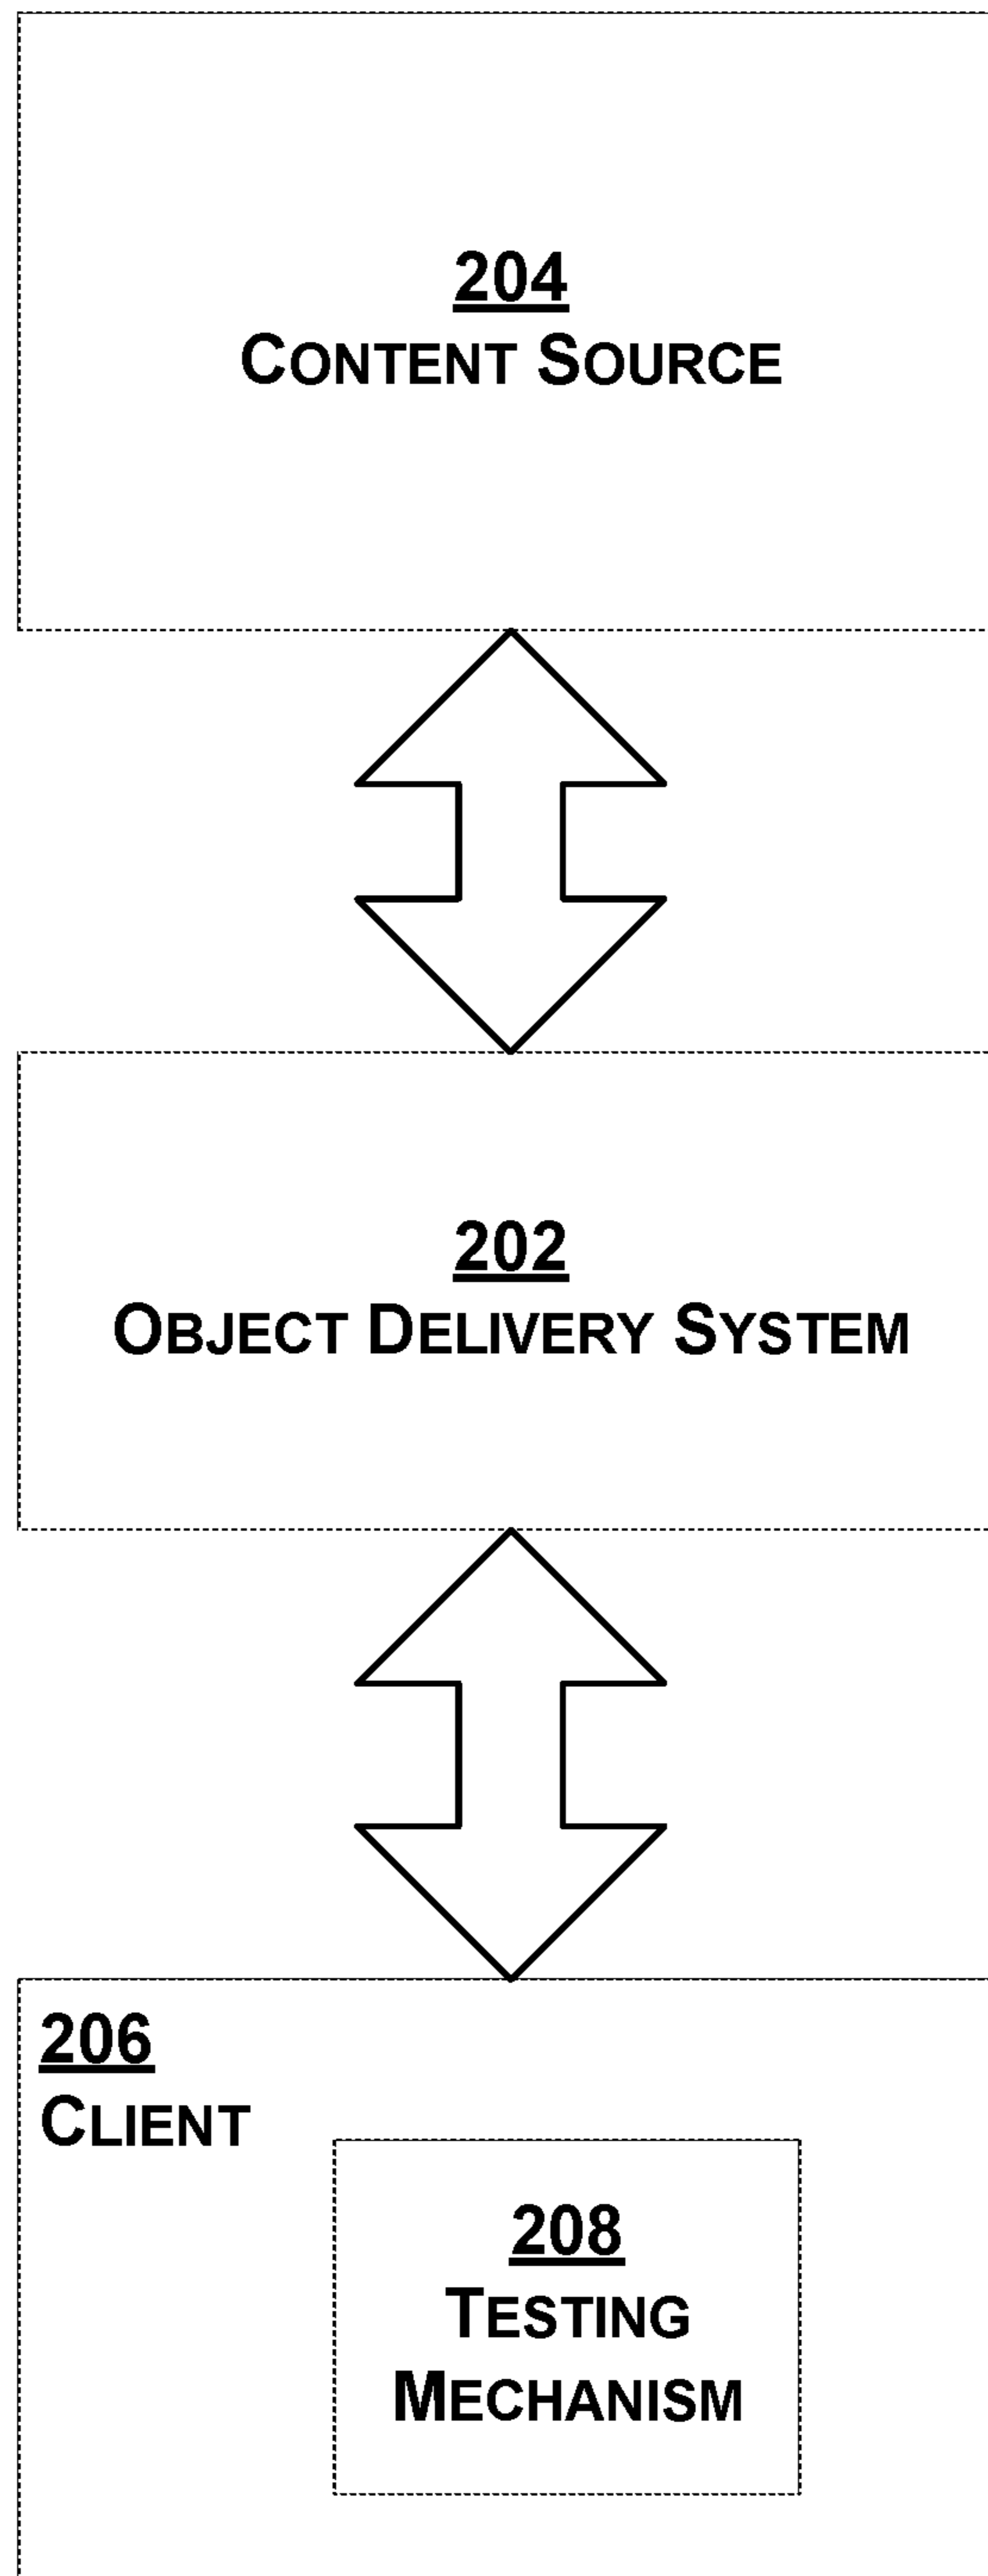 204
CONTENT SOURCE
202
OBJECT DELIVERY SYSTEM
206
CLIENT
208
TESTING
MECHANISM